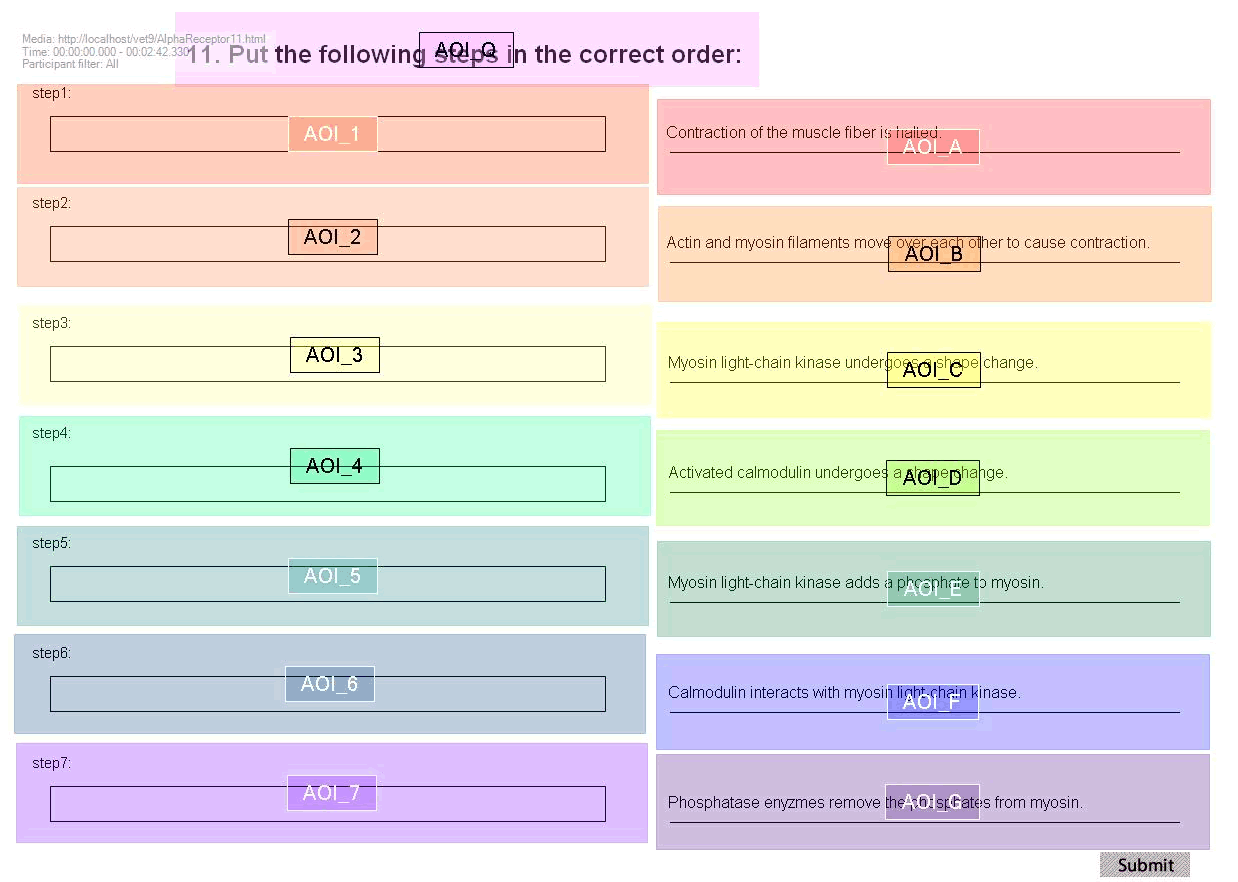 Media: http://localhost/vet9/AlphaReceptor11.html
Time: 00:00:00.000 - 00:02:42.330
Participant filter: All
11. Put the following steps in the correct order:
AOI_Q
step1:
AOI_1
Contraction of the muscle fiber is halted.
AOI_A
step2:
AOI_2
Actin and myosin filaments move over each other to cause contraction.
AOI_B
step3:
AOI_3
Myosin light-chain kinase undergoes a shape change.
AOI_C
step4:
AOI_4
Activated calmodulin undergoes a shape change.
AOI_D
step5:
AOI_5
Myosin light-chain kinase adds a phosphate to myosin.
AOI_E
step6:
AOI_6
Calmodulin interacts with myosin light-chain kinase.
AOI_F
step7:
AOI_7
Phosphatase enyzmes remove the phosphates from myosin.
AOI_G
Submit